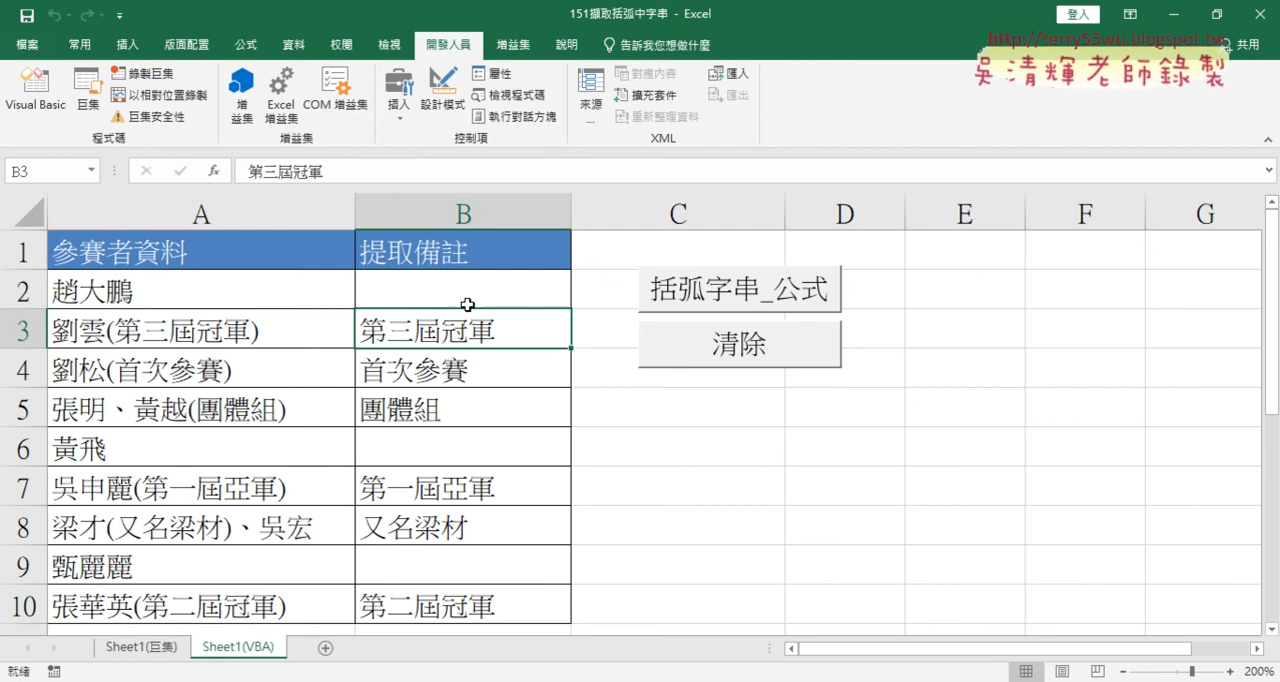 151擷取括弧中字串 - Excel
登入
檔案 常用 插入 版面配置 公式 資料 校閱 檢視 開發人員 增益集 說明 告訴我您想做什麼 共用
http://terry55wu.blogspot.tw
吳清輝老師錄製
Visual Basic 巨集 錄製巨集 以相對位置錄製 巨集安全性
增益集 Excel 增益集 COM 增益集
插入 設計模式 屬性 檢視程式碼 執行對話方塊
來源... 對應內容 擴充套件 重新整理資料 匯入 匯出
程式碼 增益集 控制項 XML
B3 fx 第三屆冠軍
A B C D E F G
1 參賽者資料 提取備註
2 趙大鵬
括弧字串_公式
3 劉雲(第三屆冠軍) 第三屆冠軍
清除
4 劉松(首次參賽) 首次參賽
5 張明、黃越(團體組) 團體組
6 黃飛
7 吳申麗(第一屆亞軍) 第一屆亞軍
8 梁才(又名梁材)、吳宏 又名梁材
9 甄麗麗
10 張華英(第二屆冠軍) 第二屆冠軍
Sheet1(巨集) Sheet1(VBA)
就緒 200%